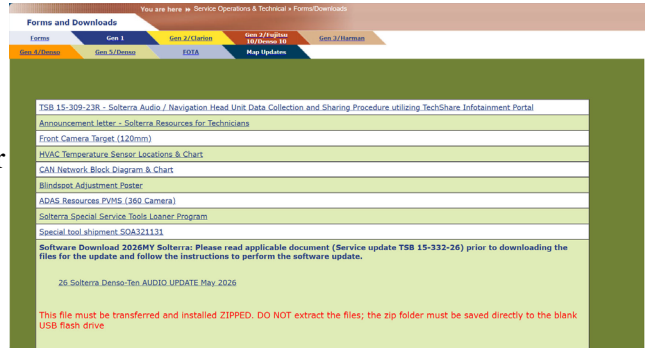 You are here » Service Operations & Technical » Forms/Downloads
Forms and Downloads
Forms
Gen 1
Gen 2/Clarion
Gen 2/Fujitsu
10/Denso 10
Gen 3/Harman
Gen 4/Denso
Gen 5/Denso
FOTA
Map Updates
TSB 15-309-23R - Solterra Audio / Navigation Head Unit Data Collection and Sharing Procedure utilizing TechShare Infotainment Portal
Announcement letter - Solterra Resources for Technicians
Front Camera Target (120mm)
r
HVAC Temperature Sensor Locations & Chart
CAN Network Block Diagram & Chart
Blindspot Adjustment Poster
ADAS Resources PVMS (360 Camera)
Solterra Special Service Tools Loaner Program
Special tool shipment SOA321131
Software Download 2026MY Solterra: Please read applicable document (Service update TSB 15-332-26) prior to downloading the
files for the update and follow the instructions to perform the software update.
26 Solterra Denso-Ten AUDIO UPDATE May 2026
This file must be transferred and installed ZIPPED. DO NOT extract the files; the zip folder must be saved directly to the blank
USB flash drive